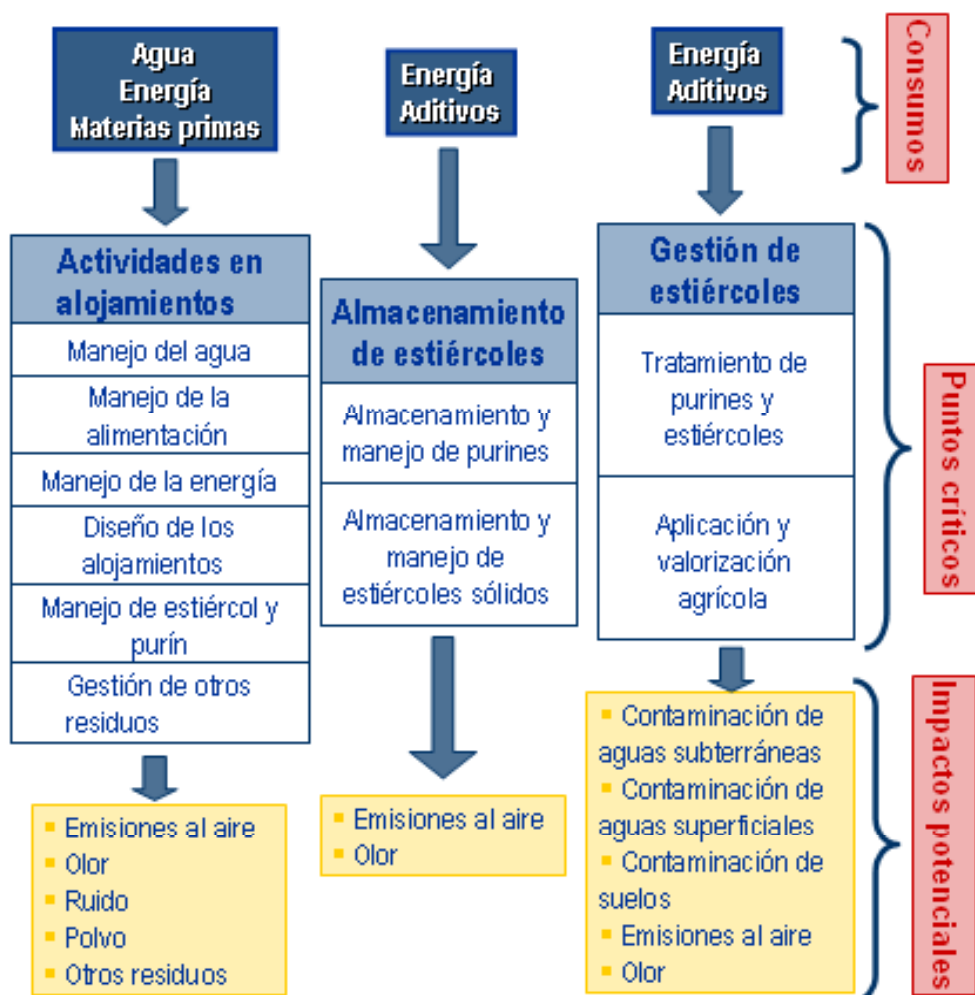 Agua
Energía
Materias primas
Actividades en
alojamientos
Manejo del agua
Manejo de la
alimentación
Manejo de la energía
Diseño de los
alojamientos
Manejo de estiércol y
purín
Gestión de otros
residuos
Emisiones al aire
Olor
Ruido
Polvo
Otros residuos
Energía
Aditivos
Almacenamiento
de estiércoles
Almacenamiento y
manejo de purines
Almacenamiento y
manejo de
estiércoles sólidos
Emisiones al aire
Olor
Energía
Aditivos
Gestión de
estiércoles
Tratamiento de
purines y
estiércoles
Aplicación y
valorización
agrícola
Contaminación de
aguas subterráneas
Contaminación de
aguas superficiales
Contaminación de
suelos
Emisiones al aire
Olor
Consumos
Puntos críticos
Impactos potenciales